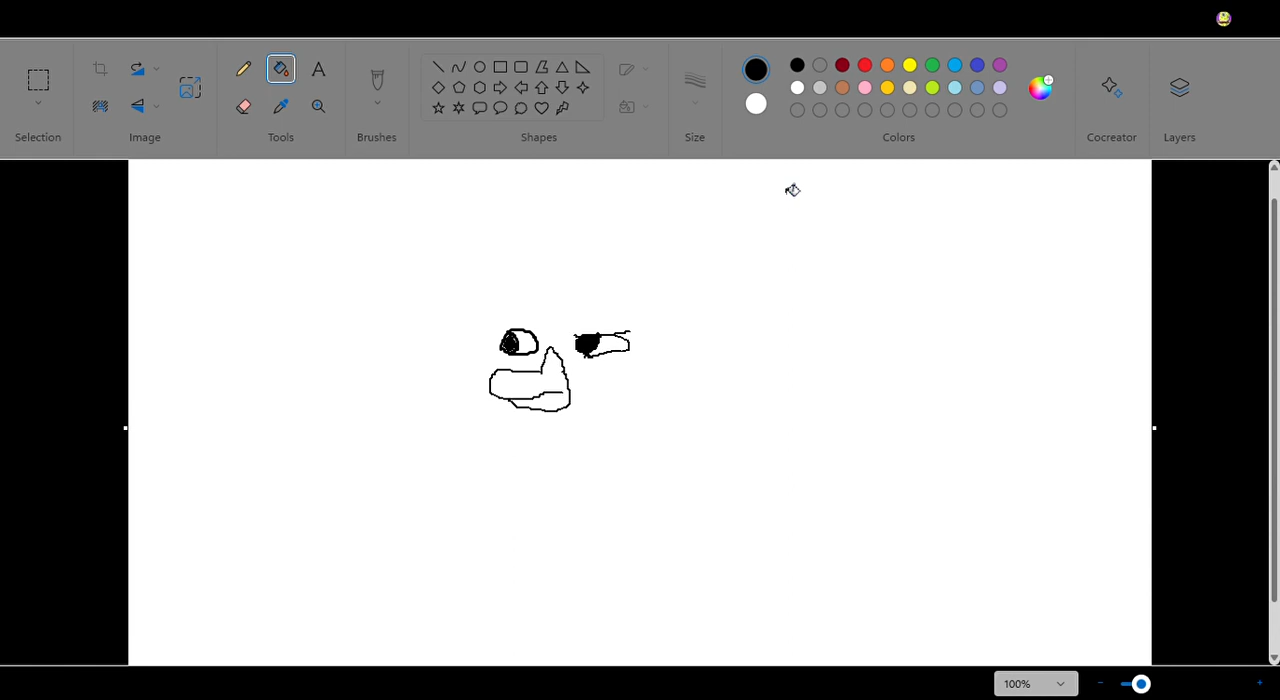 A
Selection
Image
Tools
Brushes
Shapes
Size
Colors
Cocreator
Layers
100%